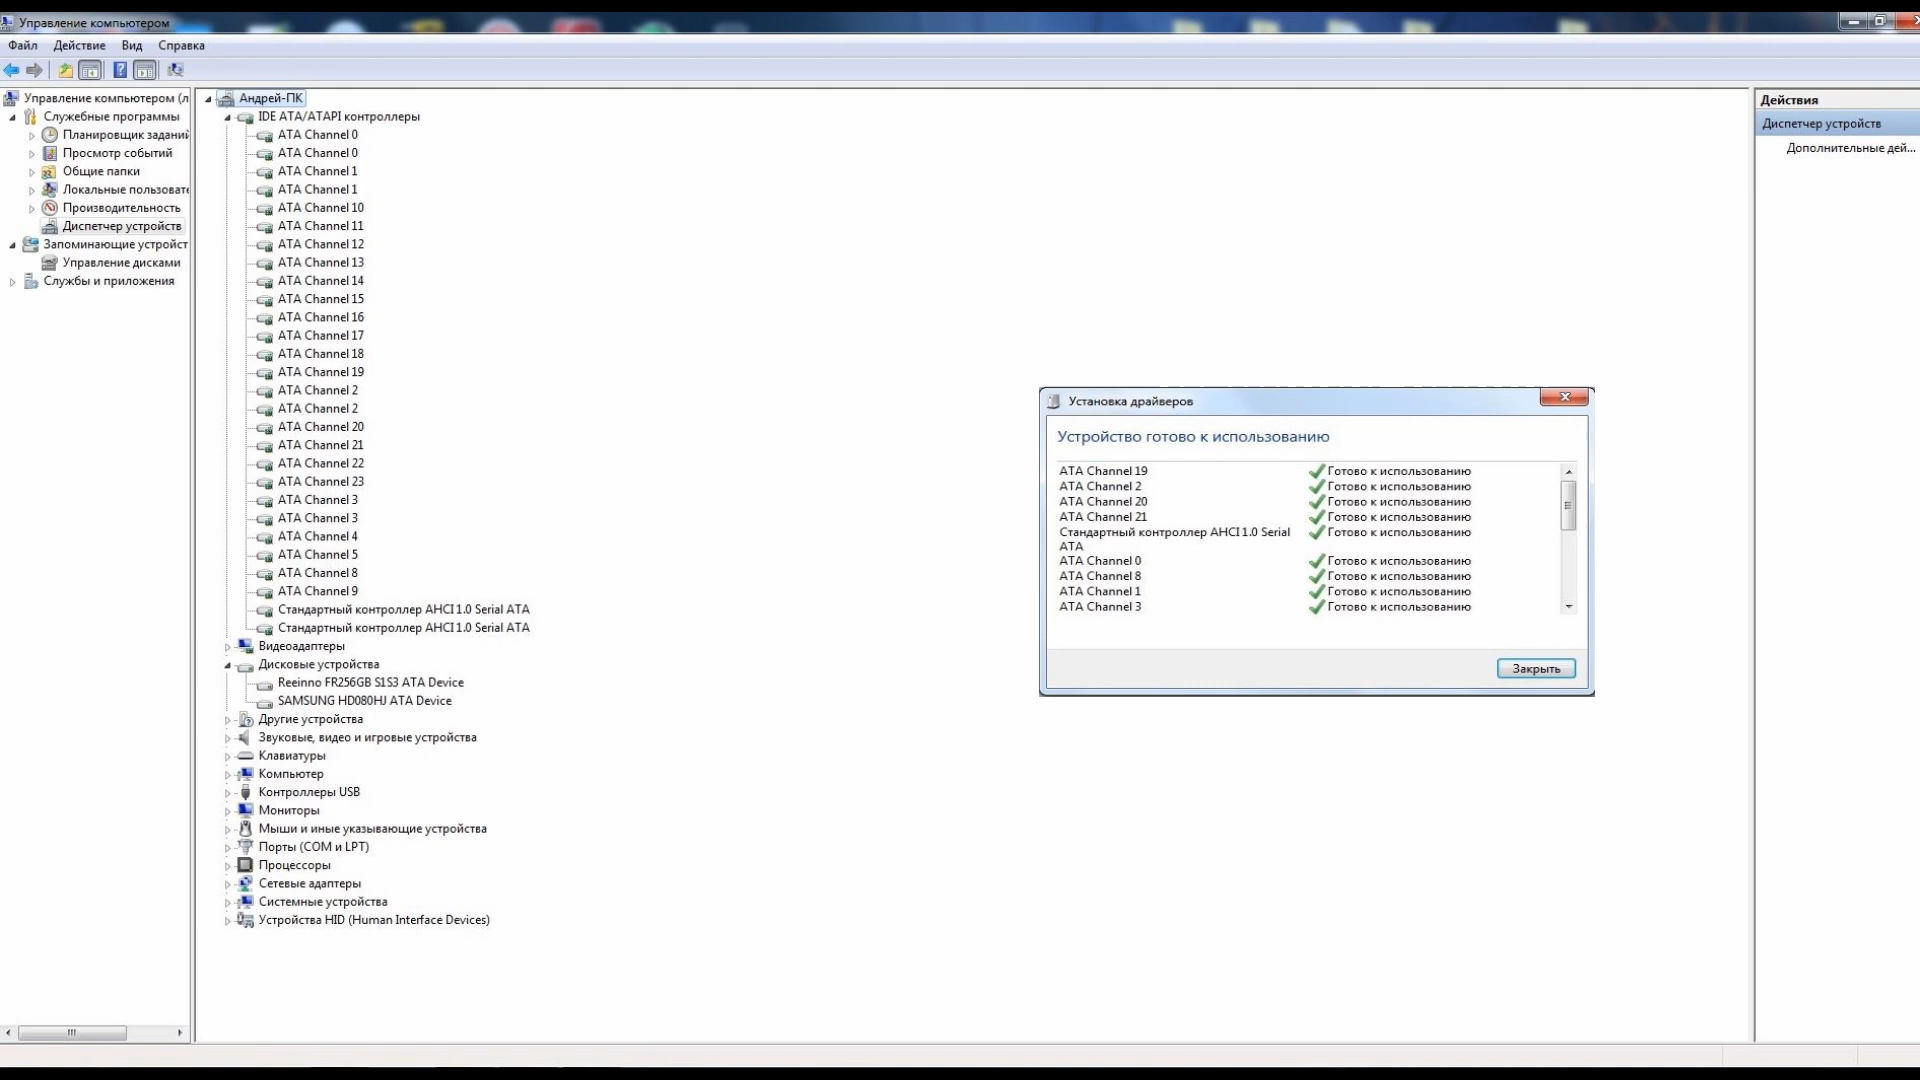 Управление компьютером
Файл Действие Вид Справка
Управление компьютером (л
Служебные программы
Планировщик заданий
Просмотр событий
Общие папки
Локальные пользовате
Производительность
Диспетчер устройств
Запоминающие устройст
Управление дисками
Службы и приложения
Андрей-ПК
IDE ATA/ATAPI контроллеры
ATA Channel 0
ATA Channel 0
ATA Channel 1
ATA Channel 1
ATA Channel 10
ATA Channel 11
ATA Channel 12
ATA Channel 13
ATA Channel 14
ATA Channel 15
ATA Channel 16
ATA Channel 17
ATA Channel 18
ATA Channel 19
ATA Channel 2
ATA Channel 2
ATA Channel 20
ATA Channel 21
ATA Channel 22
ATA Channel 23
ATA Channel 3
ATA Channel 3
ATA Channel 4
ATA Channel 5
ATA Channel 8
ATA Channel 9
Стандартный контроллер AHCI 1.0 Serial ATA
Стандартный контроллер AHCI 1.0 Serial ATA
Видеоадаптеры
Дисковые устройства
Reeinno FR256GB S1S3 ATA Device
SAMSUNG HD080HJ ATA Device
Другие устройства
Звуковые, видео и игровые устройства
Клавиатуры
Компьютер
Контроллеры USB
Мониторы
Мыши и иные указывающие устройства
Порты (COM и LPT)
Процессоры
Сетевые адаптеры
Системные устройства
Устройства HID (Human Interface Devices)
Установка драйверов
Устройство готово к использованию
ATA Channel 19 Готово к использованию
ATA Channel 2 Готово к использованию
ATA Channel 20 Готово к использованию
ATA Channel 21 Готово к использованию
Стандартный контроллер AHCI 1.0 Serial Готово к использованию
ATA
ATA Channel 0 Готово к использованию
ATA Channel 8 Готово к использованию
ATA Channel 1 Готово к использованию
ATA Channel 3 Готово к использованию
Закрыть
Действия
Диспетчер устройств
Дополнительные дей...